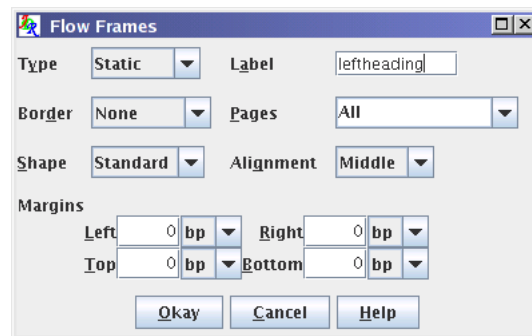 Flow Frames
Type Static Label leftheading
Border None Pages All
Shape Standard Alignment Middle
Margins
Left 0 bp Right 0 bp
Top 0 bp Bottom 0 bp
Okay Cancel Help